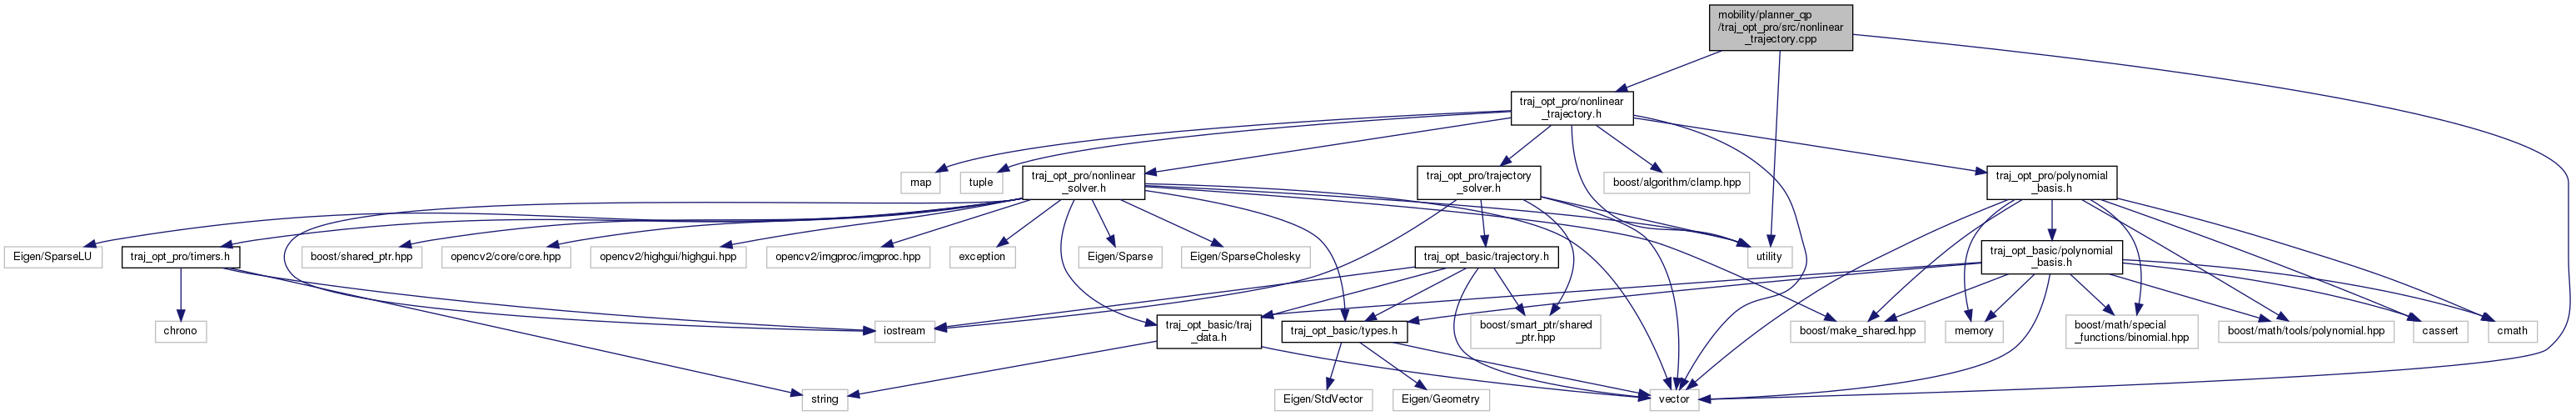 mobility/planner_qp
/traj_opt_pro/src/nonlinear
_trajectory.cpp
traj_opt_pro/nonlinear
_trajectory.h
map
tuple
traj_opt_pro/nonlinear
_solver.h
traj_opt_pro/trajectory
_solver.h
boost/algorithm/clamp.hpp
traj_opt_pro/polynomial
_basis.h
Eigen/SparseLU
traj_opt_pro/timers.h
boost/shared_ptr.hpp
opencv2/core/core.hpp
opencv2/highgui/highgui.hpp
opencv2/imgproc/imgproc.hpp
exception
Eigen/Sparse
Eigen/SparseCholesky
traj_opt_basic/trajectory.h
utility
traj_opt_basic/polynomial
_basis.h
chrono
iostream
traj_opt_basic/traj
_data.h
traj_opt_basic/types.h
boost/smart_ptr/shared
_ptr.hpp
boost/make_shared.hpp
memory
boost/math/special
_functions/binomial.hpp
boost/math/tools/polynomial.hpp
cassert
cmath
string
Eigen/StdVector
Eigen/Geometry
vector